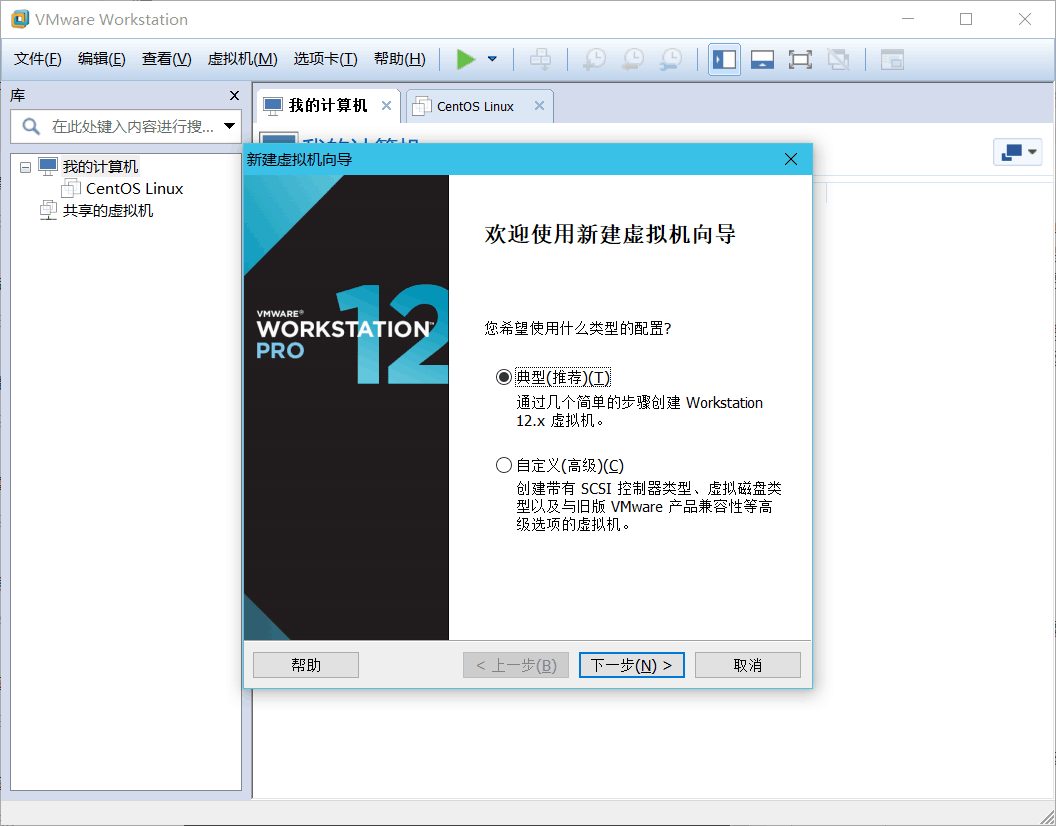 VMware Workstation
文件(F) 编辑(E) 查看(V) 虚拟机(M) 选项卡(T) 帮助(H)
库
在此处键入内容进行搜...
我的计算机
CentOS Linux
共享的虚拟机
我的计算机
CentOS Linux
我的计算机
新建虚拟机向导
VMWARE®
WORKSTATION™
PRO
12
欢迎使用新建虚拟机向导
您希望使用什么类型的配置?
典型(推荐)(T)
通过几个简单的步骤创建 Workstation
12.x 虚拟机。
自定义(高级)(C)
创建带有 SCSI 控制器类型、虚拟磁盘类
型以及与旧版 VMware 产品兼容性等高
级选项的虚拟机。
帮助
< 上一步(B)
下一步(N) >
取消